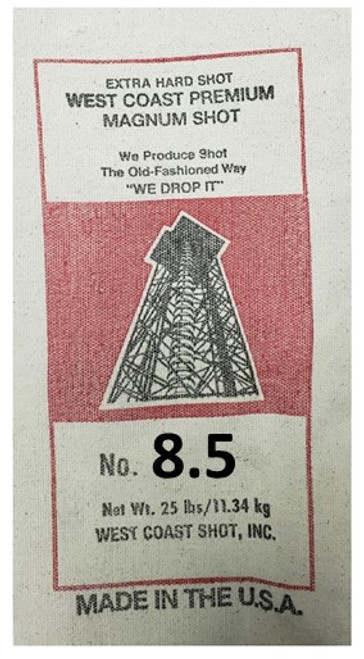 EXTRA HARD SHOT
WEST COAST PREMIUM
MAGNUM SHOT
We Produce Shot
The Old-Fashioned Way
"WE DROP IT"
No. 8.5
Net Wt. 25 lbs/11.34 kg
WEST COAST SHOT, INC.
MADE IN THE U.S.A.